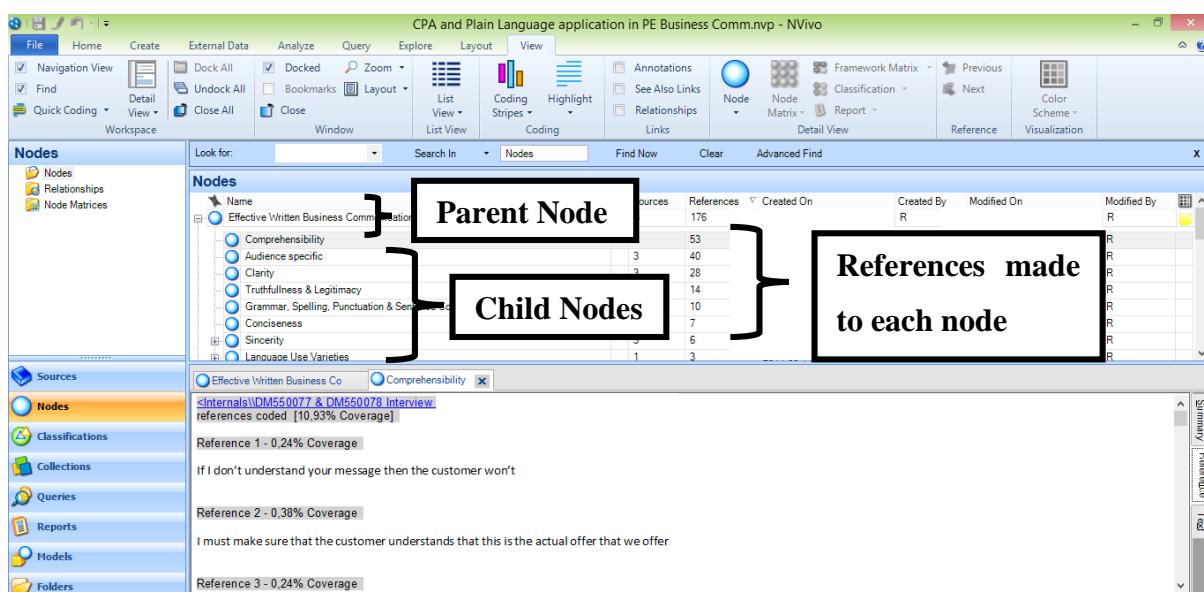 CPA and Plain Language application in PE Business Comm.nvp - NVivo
File Home Create External Data Analyze Query Explore Layout View
Navigation View Dock All Docked Zoom Annotations Framework Matrix Previous
Find Undock All Bookmarks Layout See Also Links Classification Next
Quick Coding Detail View Close All Close List View Coding Stripes Highlight Relationships Node Node Matrix Report Color Scheme
Workspace Window List View Coding Links Detail View Reference Visualization
Nodes
Nodes
Relationships
Node Matrices
Look for: Search In Nodes Find Now Clear Advanced Find x
Nodes
Name References Created On Created By Modified On Modified By
Effective Written Business 176 R R
Comprehensibility 53 R
Audience specific 3 40 R
Clarity 3 28 R
Truthfulness & Legitimacy 14 R
Grammar, Spelling, Punctuation & 10 R
Conciseness 7 R
Sincerity 3 6 R
Language Use Varieties 1 3 R
Parent Node
Child Nodes
References made
to each node
Sources
Nodes
Classifications
Collections
Queries
Reports
Models
Folders
Effective Written Business Co Comprehensibility x
<Internals\\DM550077 & DM550078 Interview
references coded [10,93% Coverage]
Reference 1 - 0,24% Coverage
If I don't understand your message then the customer won't
Reference 2 - 0,38% Coverage
I must make sure that the customer understands that this is the actual offer that we offer
Reference 3 - 0,24% Coverage
Summary
Reference
Text